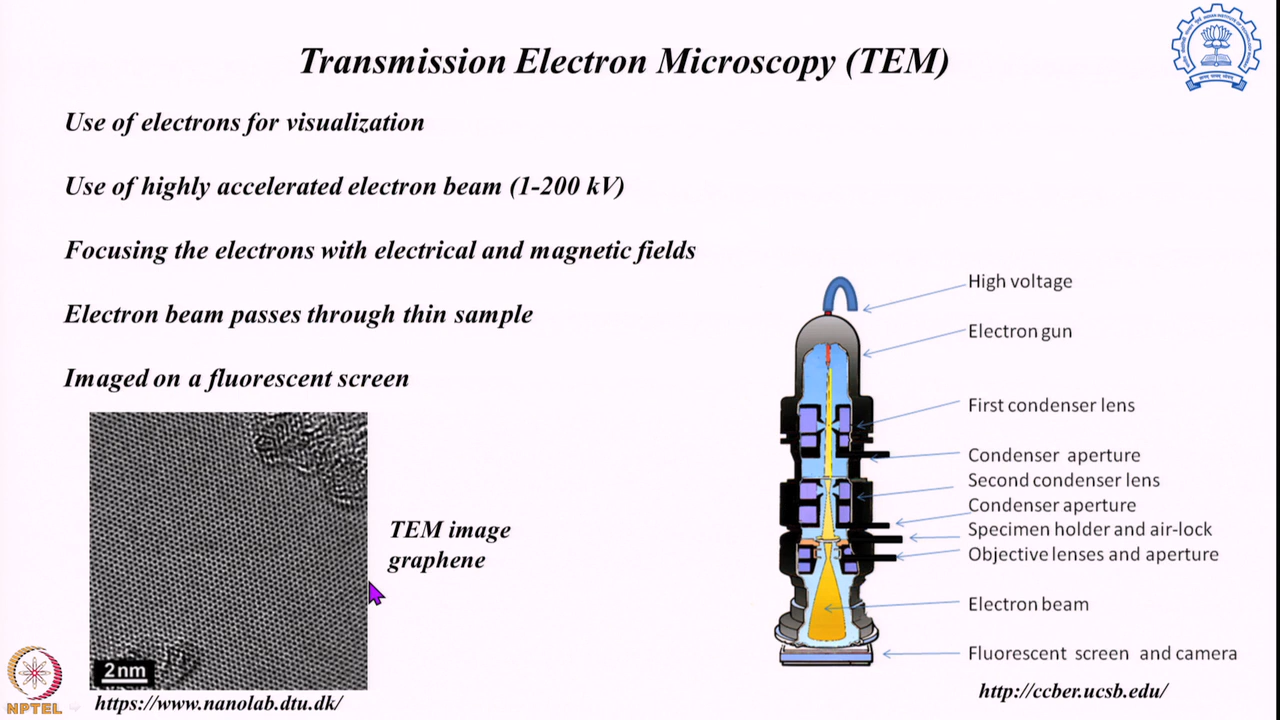 Transmission Electron Microscopy (TEM)
Use of electrons for visualization
Use of highly accelerated electron beam (1-200 kV)
Focusing the electrons with electrical and magnetic fields
Electron beam passes through thin sample
Imaged on a fluorescent screen
TEM image
graphene
2 nm
https://www.nanolab.dtu.dk/
High voltage
Electron gun
First condenser lens
Condenser aperture
Second condenser lens
Condenser aperture
Specimen holder and air-lock
Objective lenses and aperture
Electron beam
Fluorescent screen and camera
http://ccber.ucsb.edu/
NPTEL